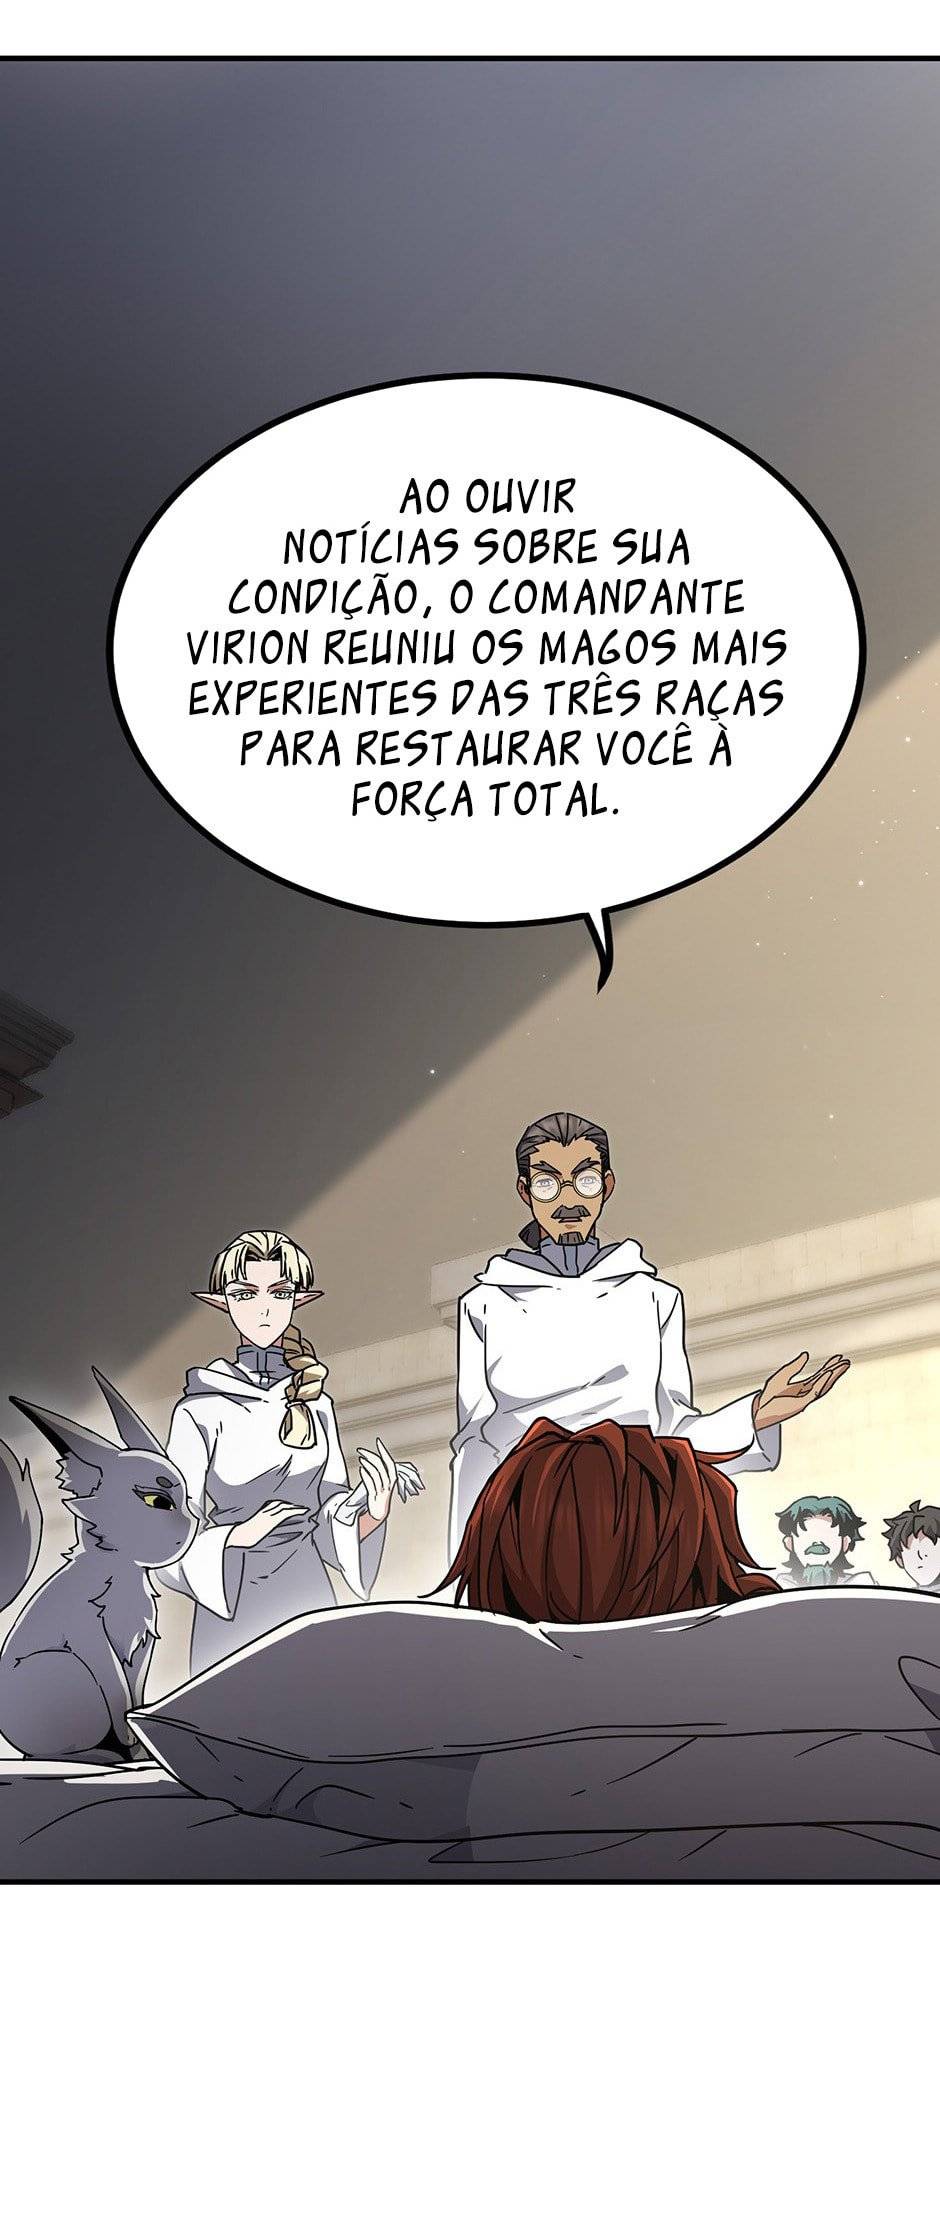 AO OUVIR
NOTÍCIAS SOBRE SUA
CONDIÇÃO, O COMANDANTE
VIRION REUNIU OS MAGOS MAIS
EXPERIENTES DAS TRÊS RAÇAS
PARA RESTAURAR VOCÊ À
FORÇA TOTAL.